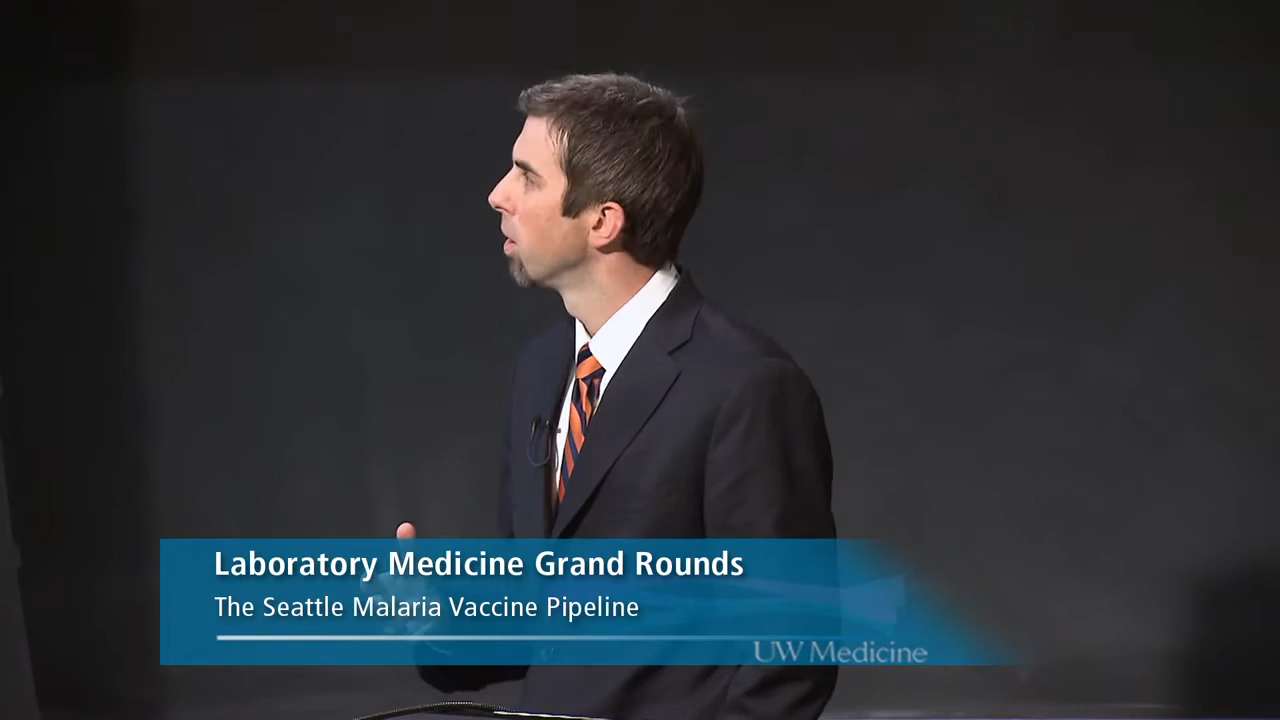 Laboratory Medicine Grand Rounds
The Seattle Malaria Vaccine Pipeline
UW Medicine